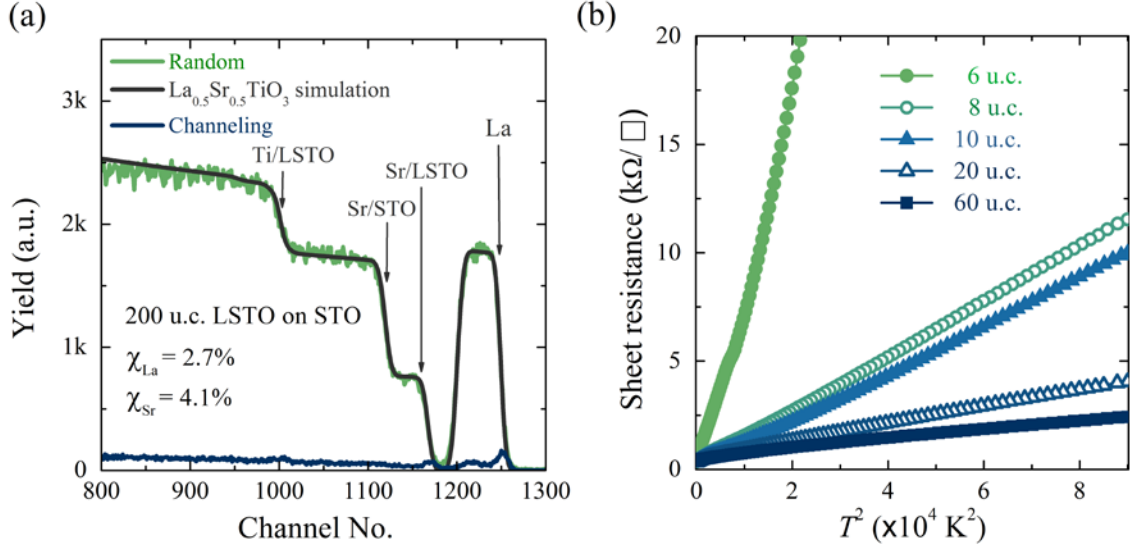 (a)
Random
La0.5Sr0.5TiO3 simulation
Channeling
Ti/LSTO
Sr/STO
Sr/LSTO
La
200 u.c. LSTO on STO
χLa = 2.7%
χSr = 4.1%
3k
2k
1k
0
Yield (a.u.)
800 900 1000 1100 1200 1300
Channel No.
(b)
6 u.c.
8 u.c.
10 u.c.
20 u.c.
60 u.c.
20
15
10
5
0
Sheet resistance (kΩ/ □)
0 2 4 6 8
T² (×10⁴ K²)